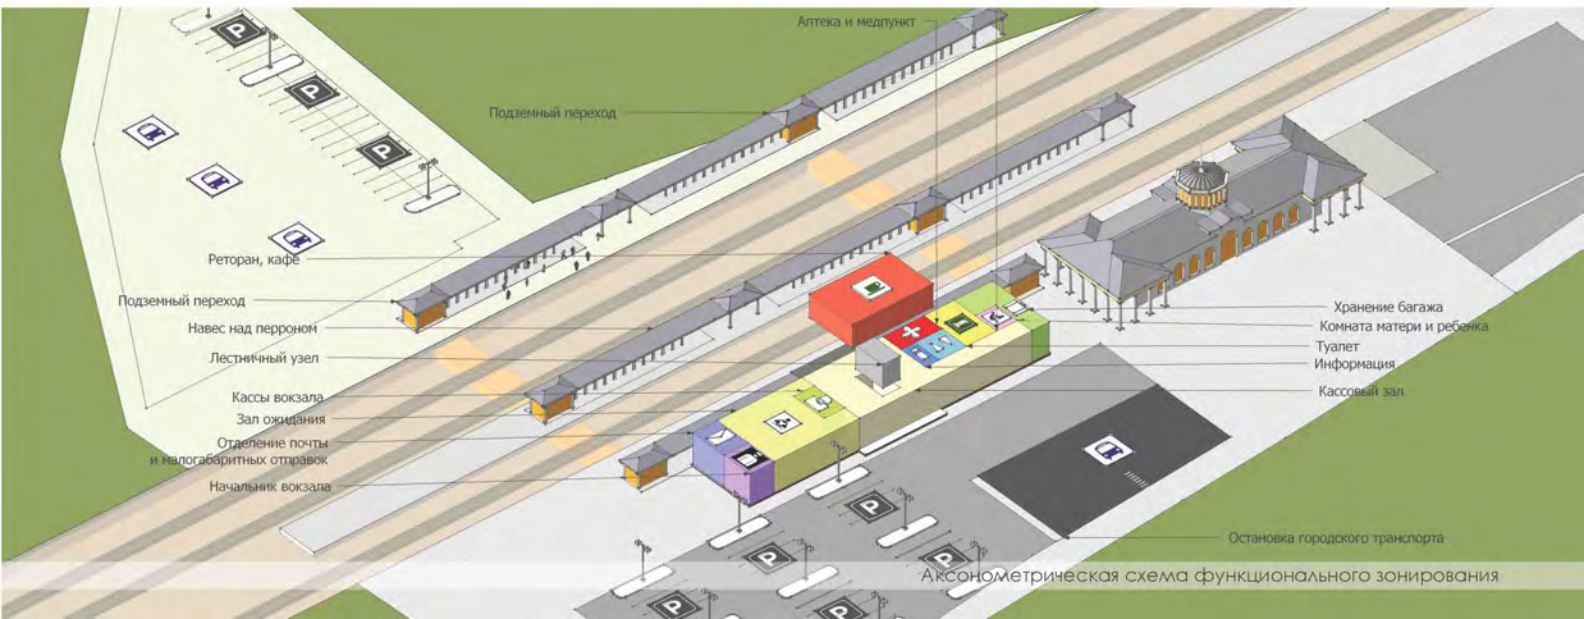 Аптека и медпункт
Подземный переход
Реторан, кафе
Подземный переход
Навес над перроном
Лестничный узел
Кассы вокзала
Зал ожидания
Отделение почты
и малогабаритных отправок
Начальник вокзала
Хранение багажа
Комната матери и ребенка
Туалет
Информация
Кассовый зал
Остановка городского транспорта
Аксонометрическая схема функционального зонирования
P
P
P
P
P
P
P
P